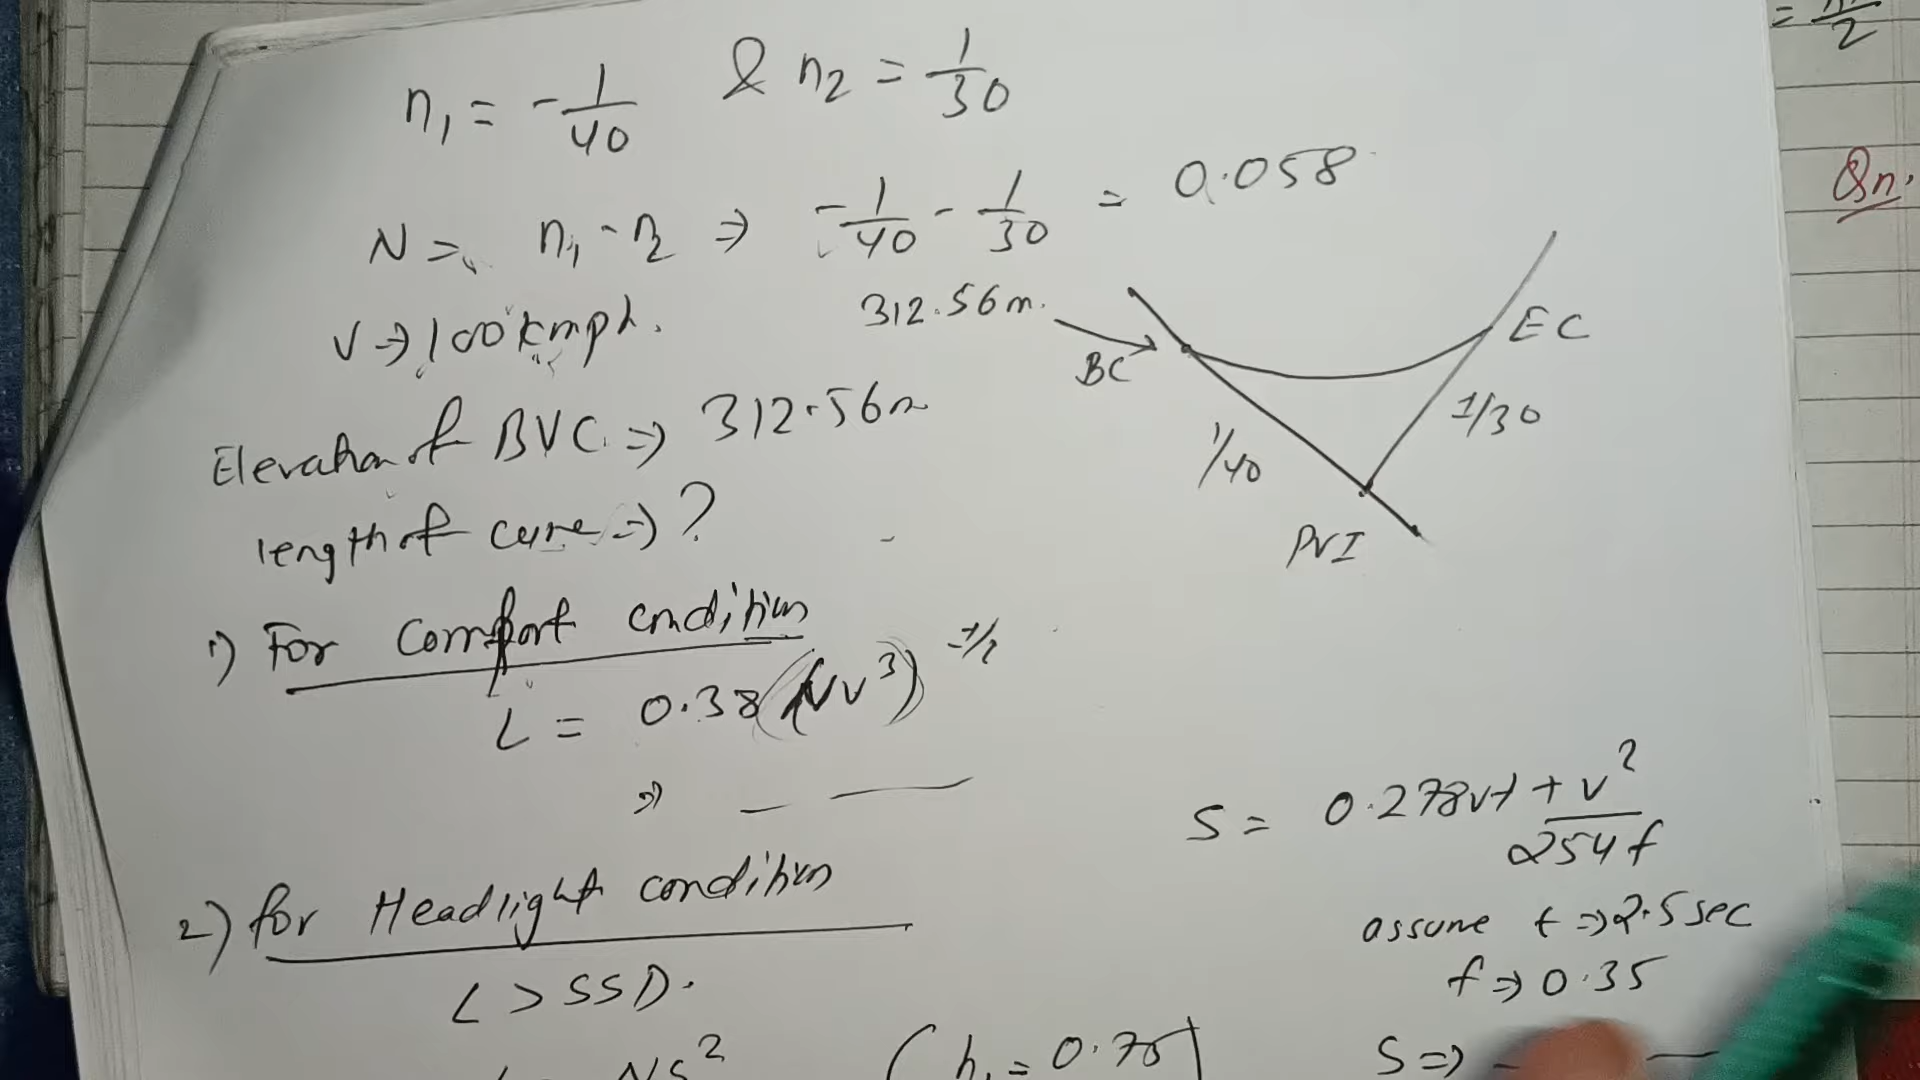 n₁ = -1/40 & n₂ = 1/30
N = n₁ - n₂ ⇒ -1/40 - 1/30 = 0.058
V → 100 kmph.
312.56m.
BC
EC
1/40
1/30
PVI
Elevation of BVC ⇒ 312.56m
length of curve ⇒ ?
1) For Comfort condition
L = 0.38 (NV³)^1/2
⇒ — —
2) for Headlight condition
L > SSD.
NS²
(h₁ = 0.75)
S = 0.278vt + v²/254f
assume t ⇒ 2.5 sec
f ⇒ 0.35
S ⇒ —
Qn.